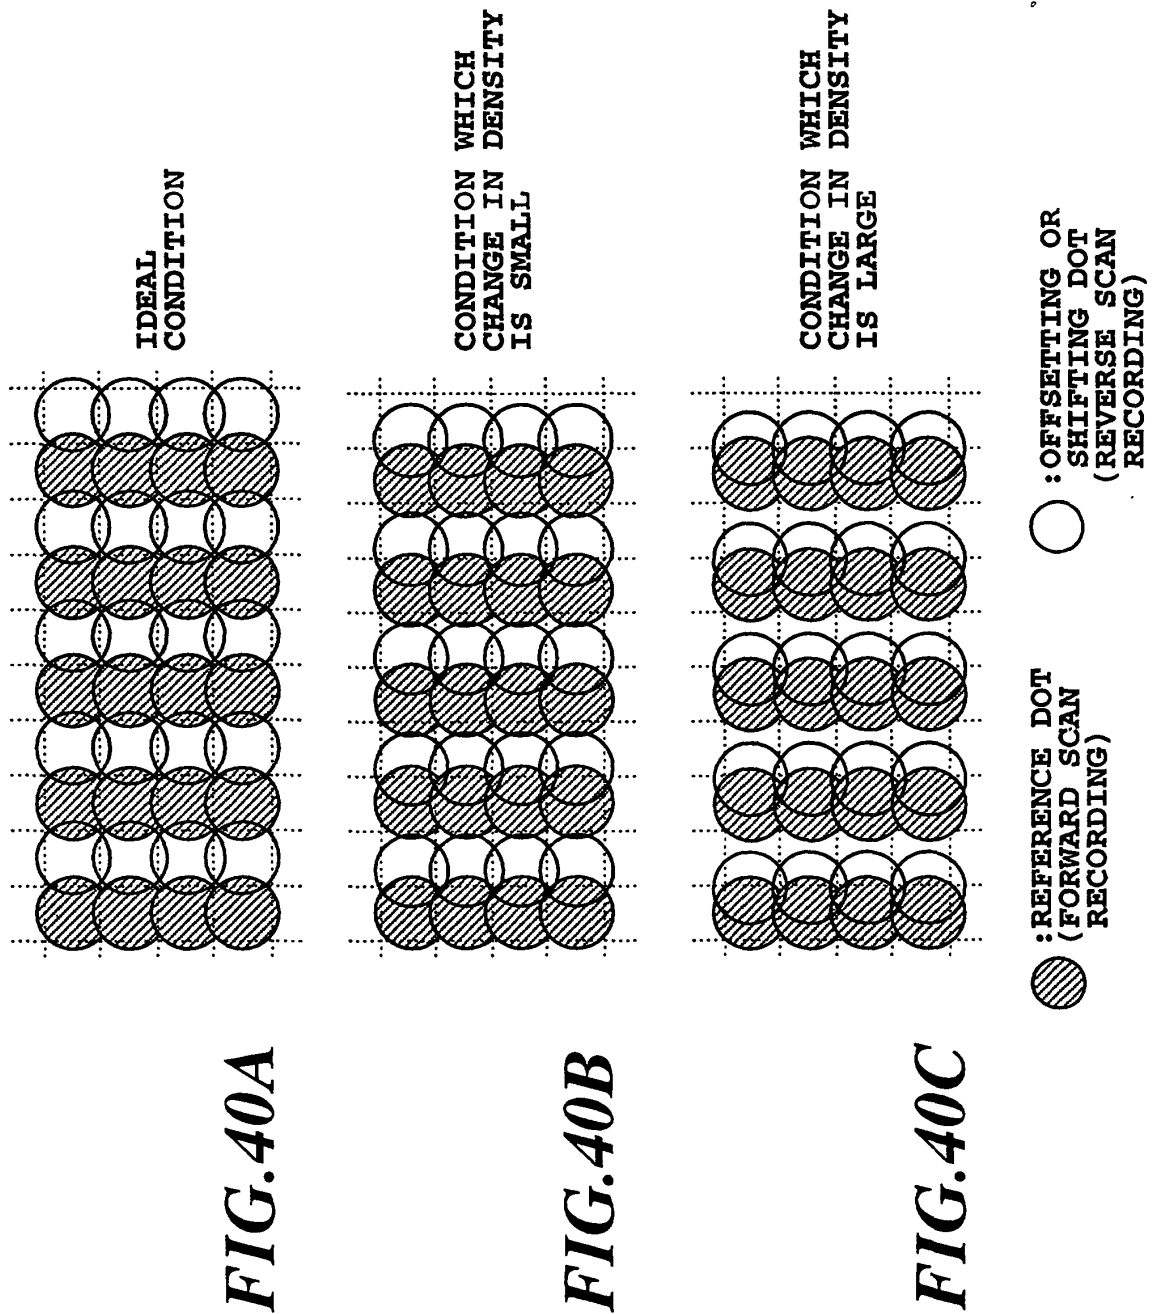 FIG.40A
IDEAL
CONDITION
FIG.40B
CONDITION WHICH
CHANGE IN DENSITY
IS SMALL
FIG.40C
CONDITION WHICH
CHANGE IN DENSITY
IS LARGE
:REFERENCE DOT
(FORWARD SCAN
RECORDING)
:OFFSETTING OR
SHIFTING DOT
(REVERSE SCAN
RECORDING)